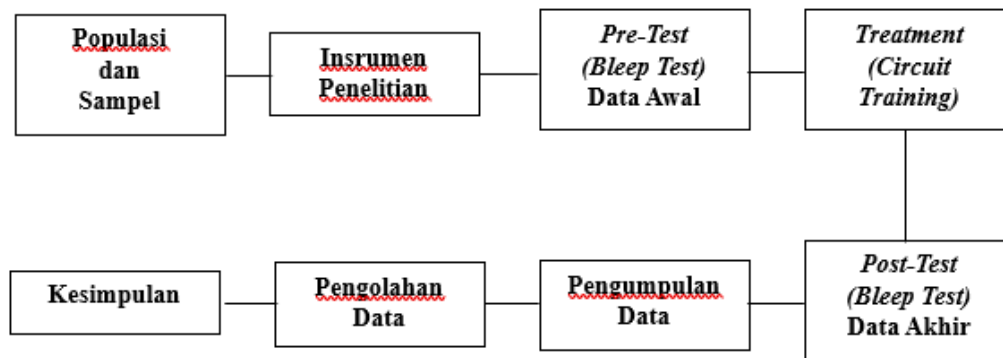 Populasi
dan
Sampel
Insrumen
Penelitian
Pre-Test
(Bleep Test)
Data Awal
Treatment
(Circuit
Training)
Post-Test
(Bleep Test)
Data Akhir
Pengumpulan
Data
Pengolahan
Data
Kesimpulan